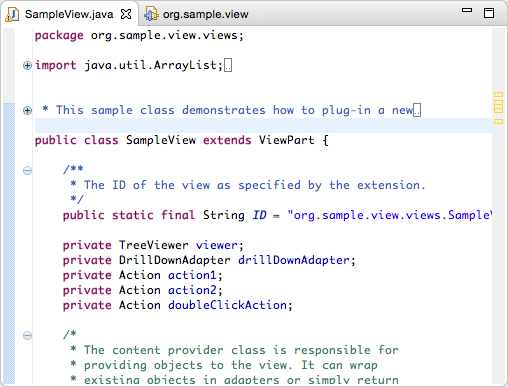 SampleView.java org.sample.view
package org.sample.view.views;
import java.util.ArrayList;
* This sample class demonstrates how to plug-in a new
public class SampleView extends ViewPart {
/**
* The ID of the view as specified by the extension.
*/
public static final String ID = "org.sample.view.views.Sample
private TreeViewer viewer;
private DrillDownAdapter drillDownAdapter;
private Action action1;
private Action action2;
private Action doubleClickAction;
/*
* The content provider class is responsible for
* providing objects to the view. It can wrap
* existing objects in adapters or simply return